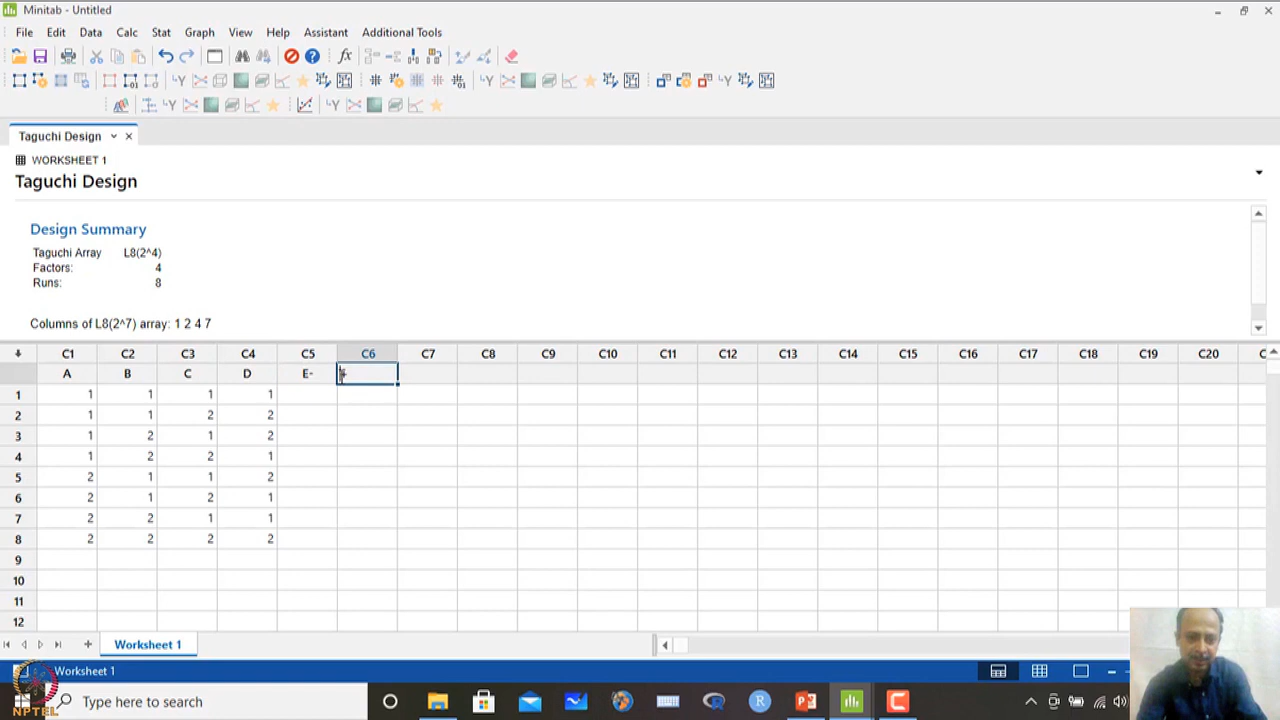 Minitab - Untitled
File Edit Data Calc Stat Graph View Help Assistant Additional Tools
Taguchi Design
WORKSHEET 1
Taguchi Design
Design Summary
Taguchi Array L8(2^4)
Factors: 4
Runs: 8
Columns of L8(2^7) array: 1 2 4 7
C1 C2 C3 C4 C5 C6 C7 C8 C9 C10 C11 C12 C13 C14 C15 C16 C17 C18 C19 C20
A B C D E-
1 1 1 1 1
2 1 1 2 2
3 1 2 1 2
4 1 2 2 1
5 2 1 1 2
6 2 1 2 1
7 2 2 1 1
8 2 2 2 2
9
10
11
12
Worksheet 1
Worksheet 1
Type here to search
NPTEL